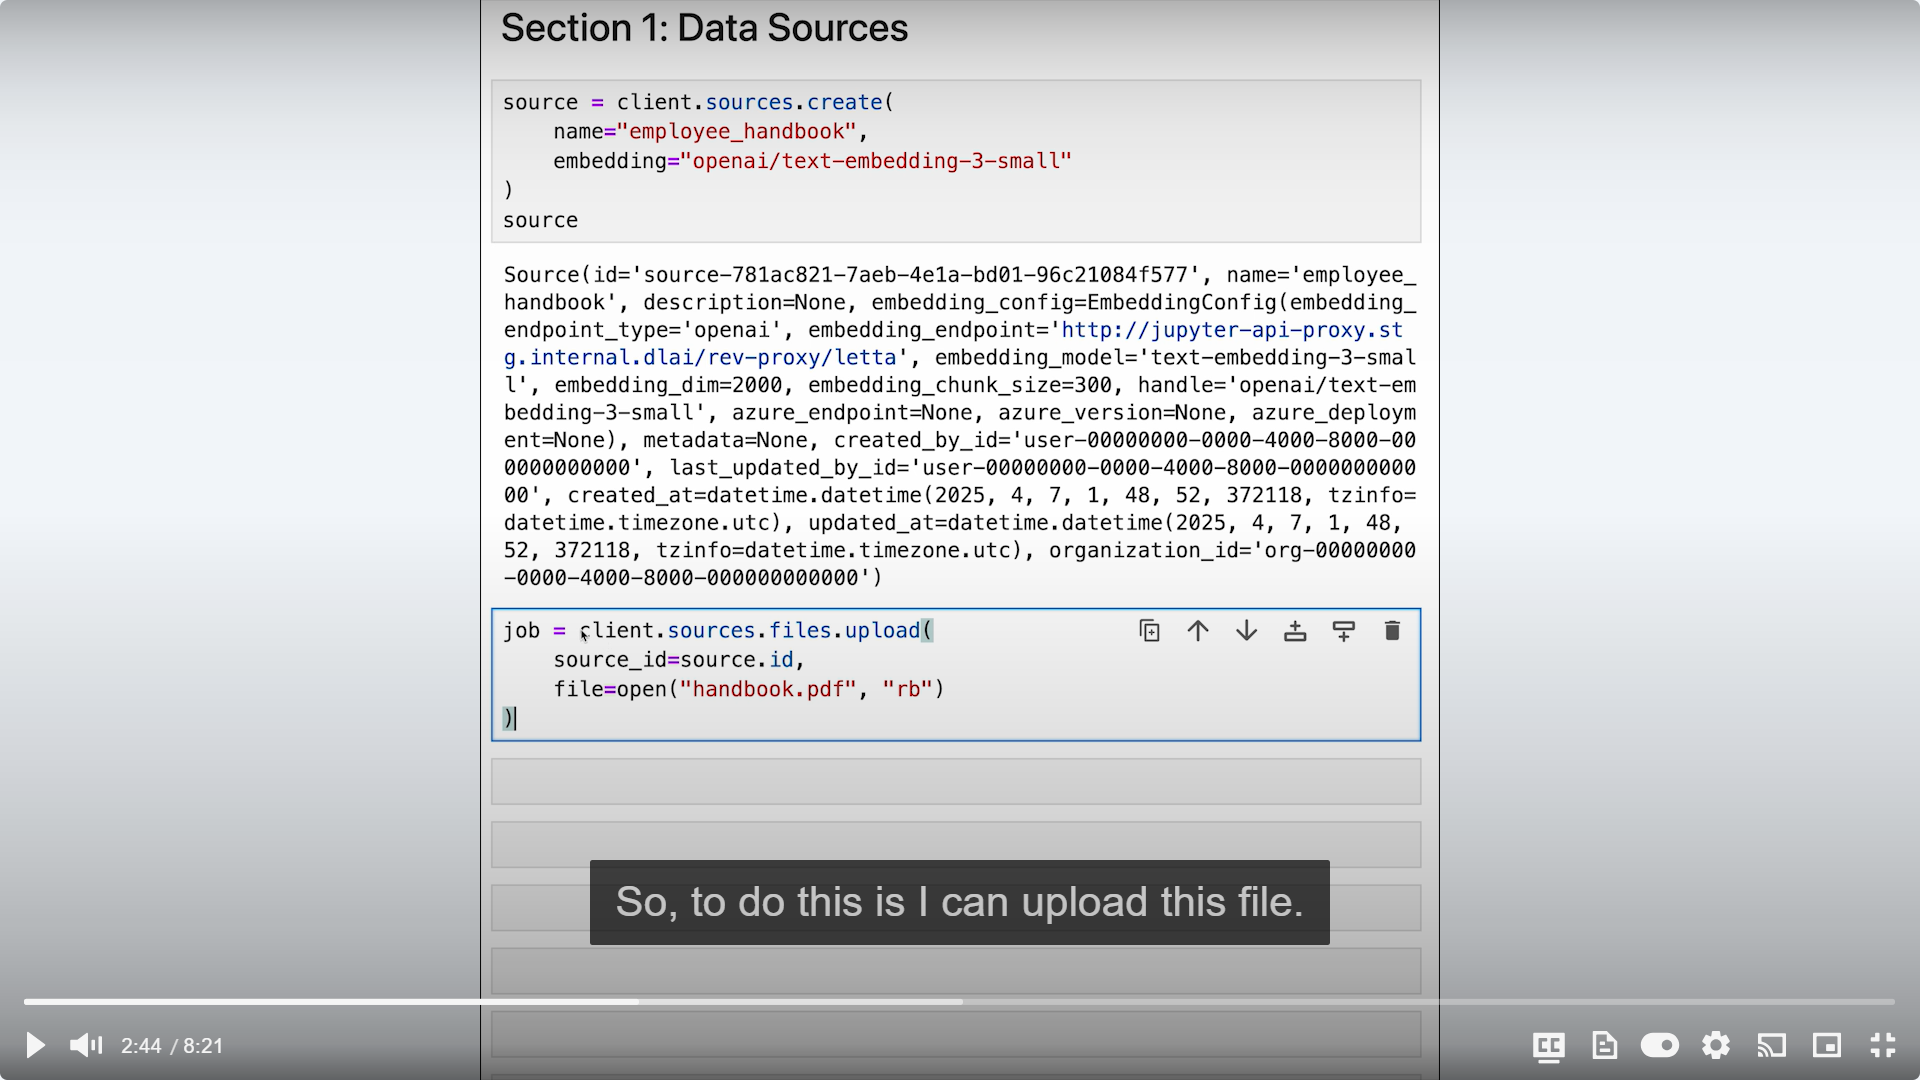 Section 1: Data Sources
source = client.sources.create(
    name="employee_handbook",
    embedding="openai/text-embedding-3-small"
)
source
Source(id='source-781ac821-7aeb-4e1a-bd01-96c21084f577', name='employee_
handbook', description=None, embedding_config=EmbeddingConfig(embedding_
endpoint_type='openai', embedding_endpoint='http://jupyter-api-proxy.st
g.internal.dlai/rev-proxy/letta', embedding_model='text-embedding-3-smal
l', embedding_dim=2000, embedding_chunk_size=300, handle='openai/text-em
bedding-3-small', azure_endpoint=None, azure_version=None, azure_deploym
ent=None), metadata=None, created_by_id='user-00000000-0000-4000-8000-00
0000000000', last_updated_by_id='user-00000000-0000-4000-8000-0000000000
00', created_at=datetime.datetime(2025, 4, 7, 1, 48, 52, 372118, tzinfo=
datetime.timezone.utc), updated_at=datetime.datetime(2025, 4, 7, 1, 48,
52, 372118, tzinfo=datetime.timezone.utc), organization_id='org-00000000
-0000-4000-8000-000000000000')
job = client.sources.files.upload(
    source_id=source.id,
    file=open("handbook.pdf", "rb")
)
So, to do this is I can upload this file.
2:44 / 8:21
CC